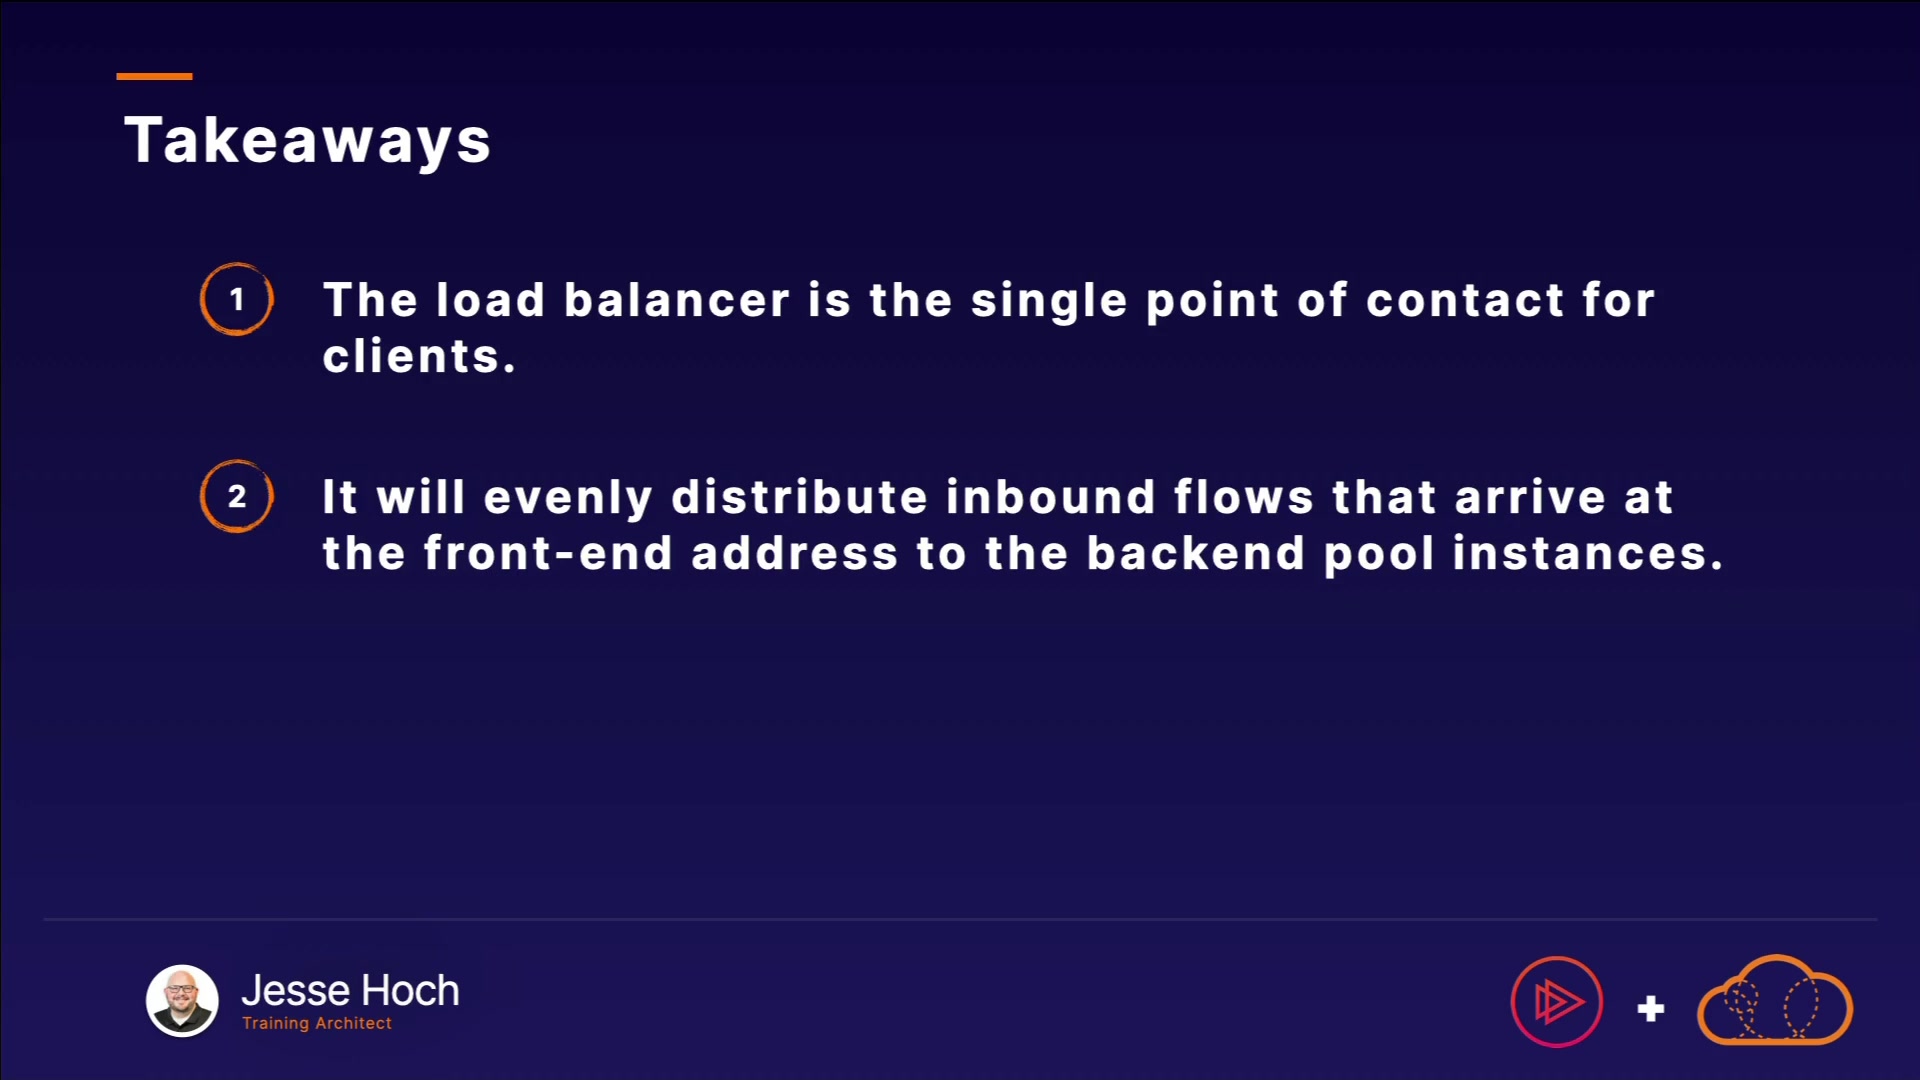 Takeaways
1
The load balancer is the single point of contact for
clients.
2
It will evenly distribute inbound flows that arrive at
the front-end address to the backend pool instances.
Jesse Hoch
Training Architect